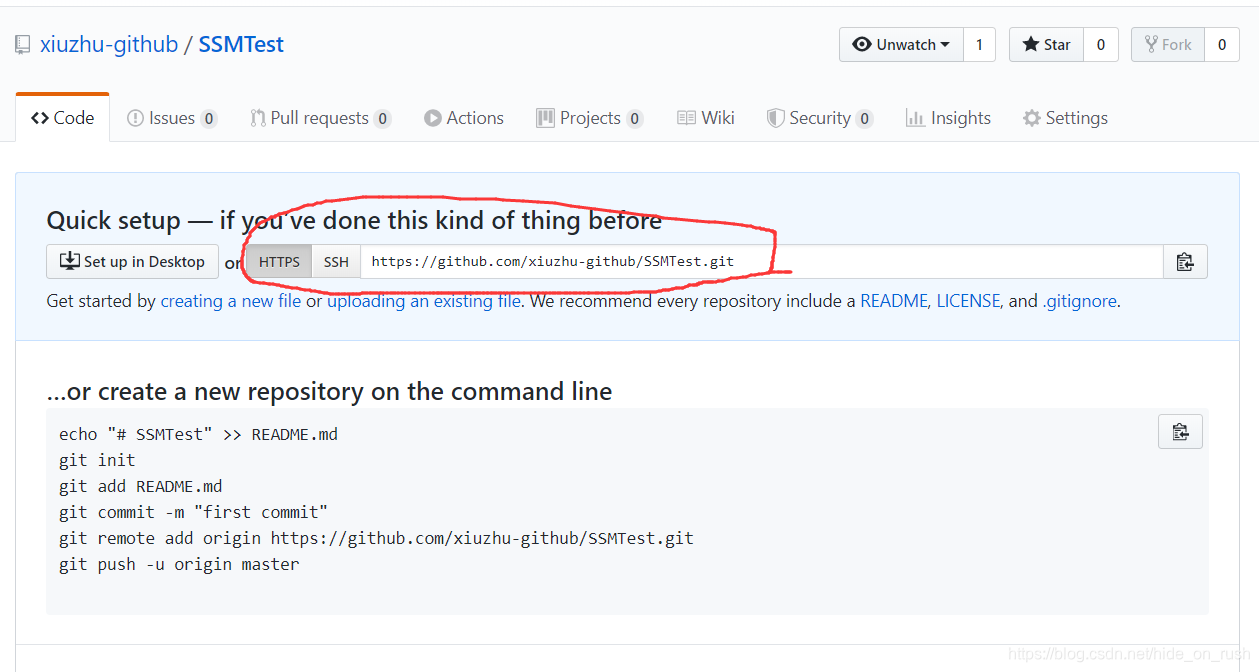 xiuzhu-github / SSMTest
Unwatch 1 Star 0 Fork 0
Code Issues 0 Pull requests 0 Actions Projects 0 Wiki Security 0 Insights Settings
Quick setup — if you've done this kind of thing before
Set up in Desktop or HTTPS SSH https://github.com/xiuzhu-github/SSMTest.git
Get started by creating a new file or uploading an existing file. We recommend every repository include a README, LICENSE, and .gitignore.
…or create a new repository on the command line
echo "# SSMTest" >> README.md
git init
git add README.md
git commit -m "first commit"
git remote add origin https://github.com/xiuzhu-github/SSMTest.git
git push -u origin master
https://blog.csdn.net/hide_on_rush